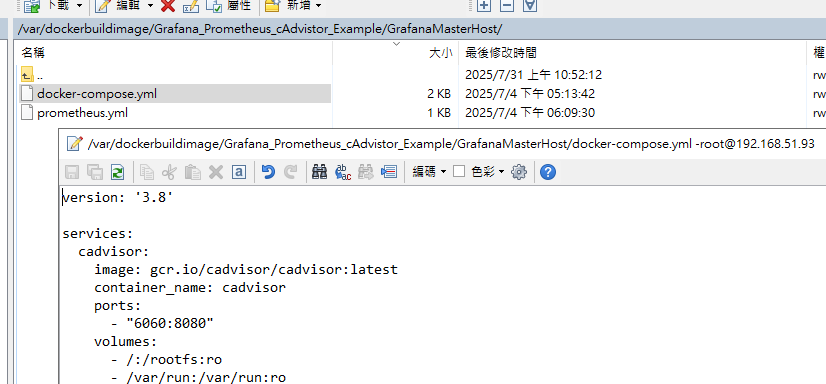 下載 編輯 屬性 新增
/var/dockerbuildimage/Grafana_Prometheus_cAdvistor_Example/GrafanaMasterHost/
名稱 大小 最後修改時間 權
.. 2025/7/31 上午 10:52:12 rw
docker-compose.yml 2 KB 2025/7/4 下午 05:13:42 rw
prometheus.yml 1 KB 2025/7/4 下午 06:09:30 rw
/var/dockerbuildimage/Grafana_Prometheus_cAdvistor_Example/GrafanaMasterHost/docker-compose.yml -root@192.168.51.93
編碼 色彩
version: '3.8'
services:
cadvisor:
image: gcr.io/cadvisor/cadvisor:latest
container_name: cadvisor
ports:
- "6060:8080"
volumes:
- /:/rootfs:ro
- /var/run:/var/run:ro